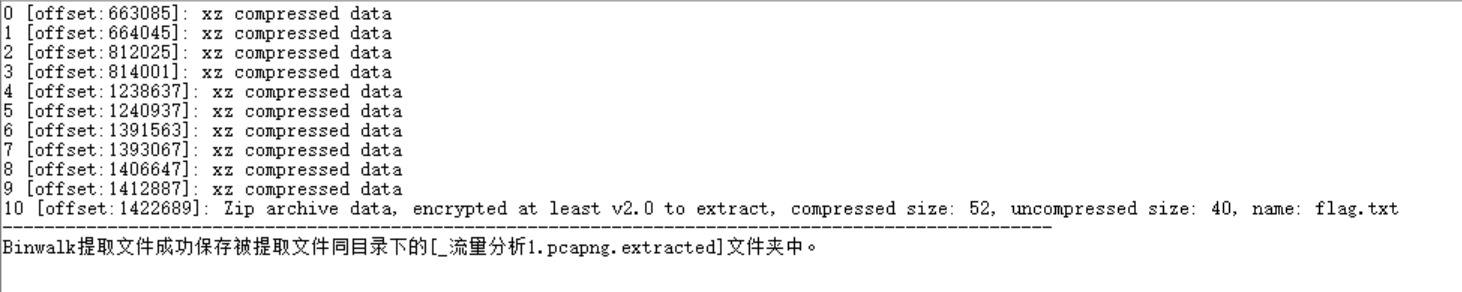 0 [offset:663085]: xz compressed data
1 [offset:664045]: xz compressed data
2 [offset:812025]: xz compressed data
3 [offset:814001]: xz compressed data
4 [offset:1238637]: xz compressed data
5 [offset:1240937]: xz compressed data
6 [offset:1391563]: xz compressed data
7 [offset:1393067]: xz compressed data
8 [offset:1406647]: xz compressed data
9 [offset:1412887]: xz compressed data
10 [offset:1422689]: Zip archive data, encrypted at least v2.0 to extract, compressed size: 52, uncompressed size: 40, name: flag.txt
----------------------------------------------------------------------------------------------------
Binwalk提取文件成功保存被提取文件同目录下的[_流量分析1.pcapng.extracted]文件夹中。